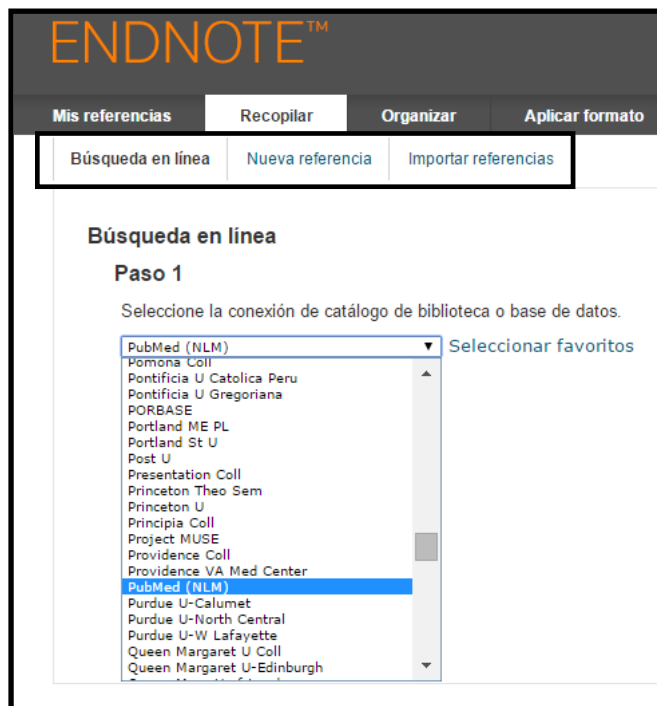 ENDNOTE™
Mis referencias Recopilar Organizar Aplicar formato
Búsqueda en línea Nueva referencia Importar referencias
Búsqueda en línea
Paso 1
Seleccione la conexión de catálogo de biblioteca o base de datos.
PubMed (NLM) ▼ Seleccionar favoritos
Pomona Coll
Pontificia U Catolica Peru
Pontificia U Gregoriana
PORBASE
Portland ME PL
Portland St U
Post U
Presentation Coll
Princeton Theo Sem
Princeton U
Principia Coll
Project MUSE
Providence Coll
Providence VA Med Center
PubMed (NLM)
Purdue U-Calumet
Purdue U-North Central
Purdue U-W Lafayette
Queen Margaret U Coll
Queen Margaret U-Edinburgh